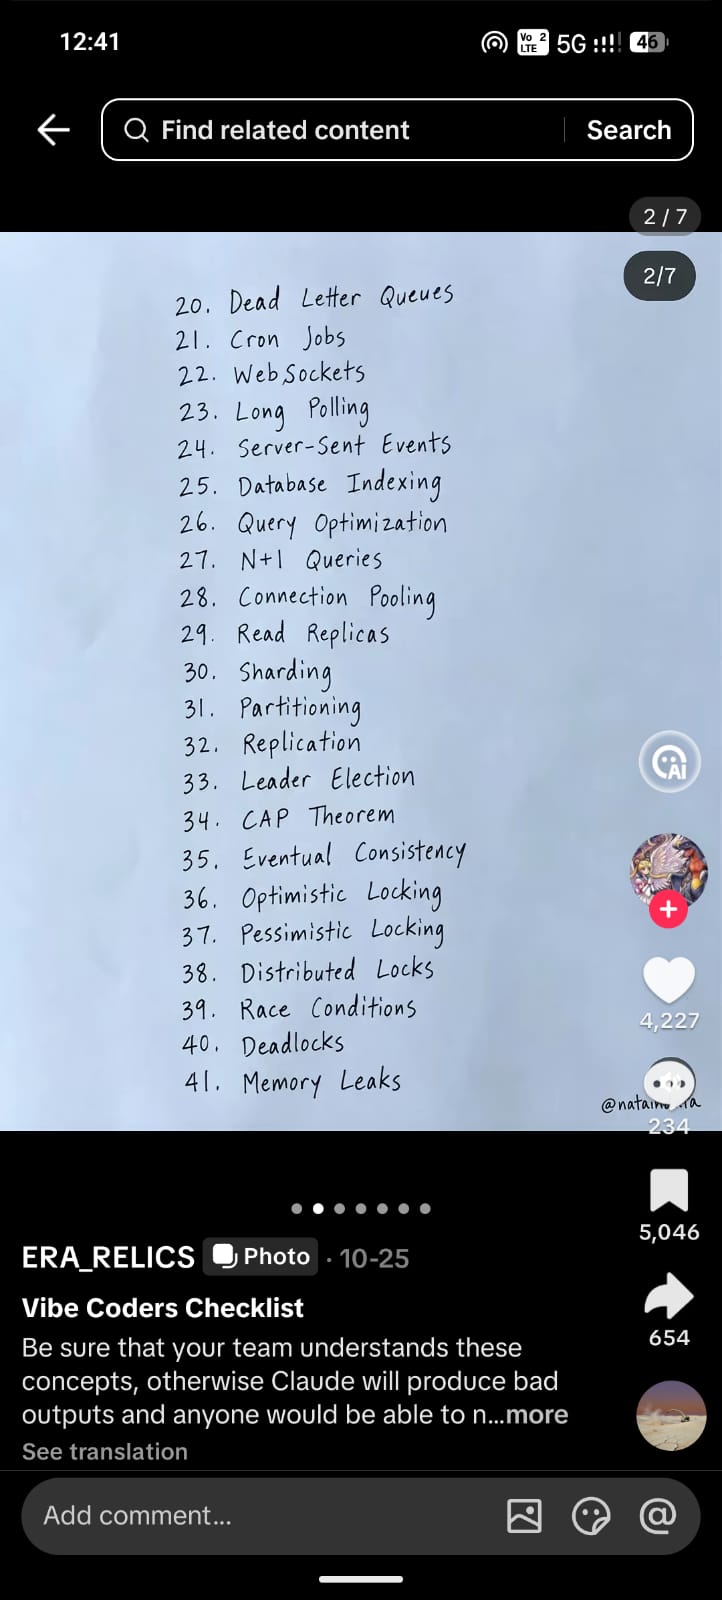 12:41
Vo 2
LTE
5G
46
Find related content
Search
2 / 7
2/7
20. Dead Letter Queues
21. Cron Jobs
22. WebSockets
23. Long Polling
24. Server-Sent Events
25. Database Indexing
26. Query Optimization
27. N+1 Queries
28. Connection Pooling
29. Read Replicas
30. Sharding
31. Partitioning
32. Replication
33. Leader Election
34. CAP Theorem
35. Eventual Consistency
36. Optimistic Locking
37. Pessimistic Locking
38. Distributed Locks
39. Race Conditions
40. Deadlocks
41. Memory Leaks
AI
4,227
234
5,046
654
ERA_RELICS
Photo
· 10-25
Vibe Coders Checklist
Be sure that your team understands these
concepts, otherwise Claude will produce bad
outputs and anyone would be able to n...more
See translation
Add comment...